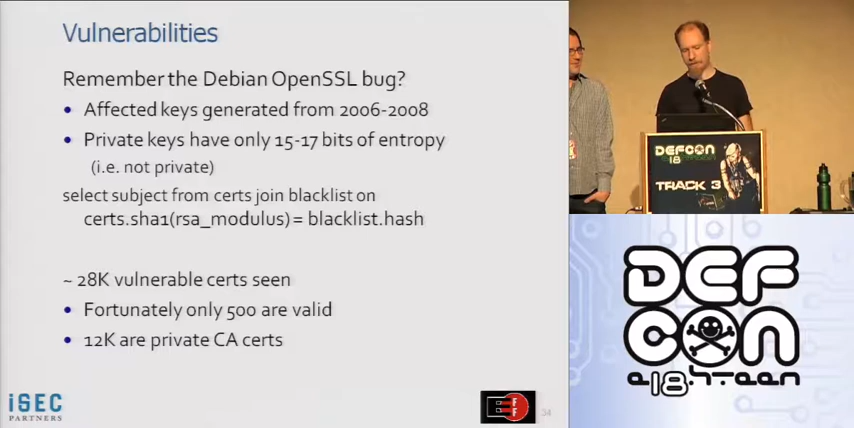 Vulnerabilities
Remember the Debian OpenSSL bug?
• Affected keys generated from 2006-2008
• Private keys have only 15-17 bits of entropy
(i.e. not private)
select subject from certs join blacklist on
certs.sha1(rsa_modulus) = blacklist.hash
~ 28K vulnerable certs seen
• Fortunately only 500 are valid
• 12K are private CA certs
iSEC
PARTNERS
EFF
34
DEFCON
18
TRACK 3
DEF
CON
e18hteen